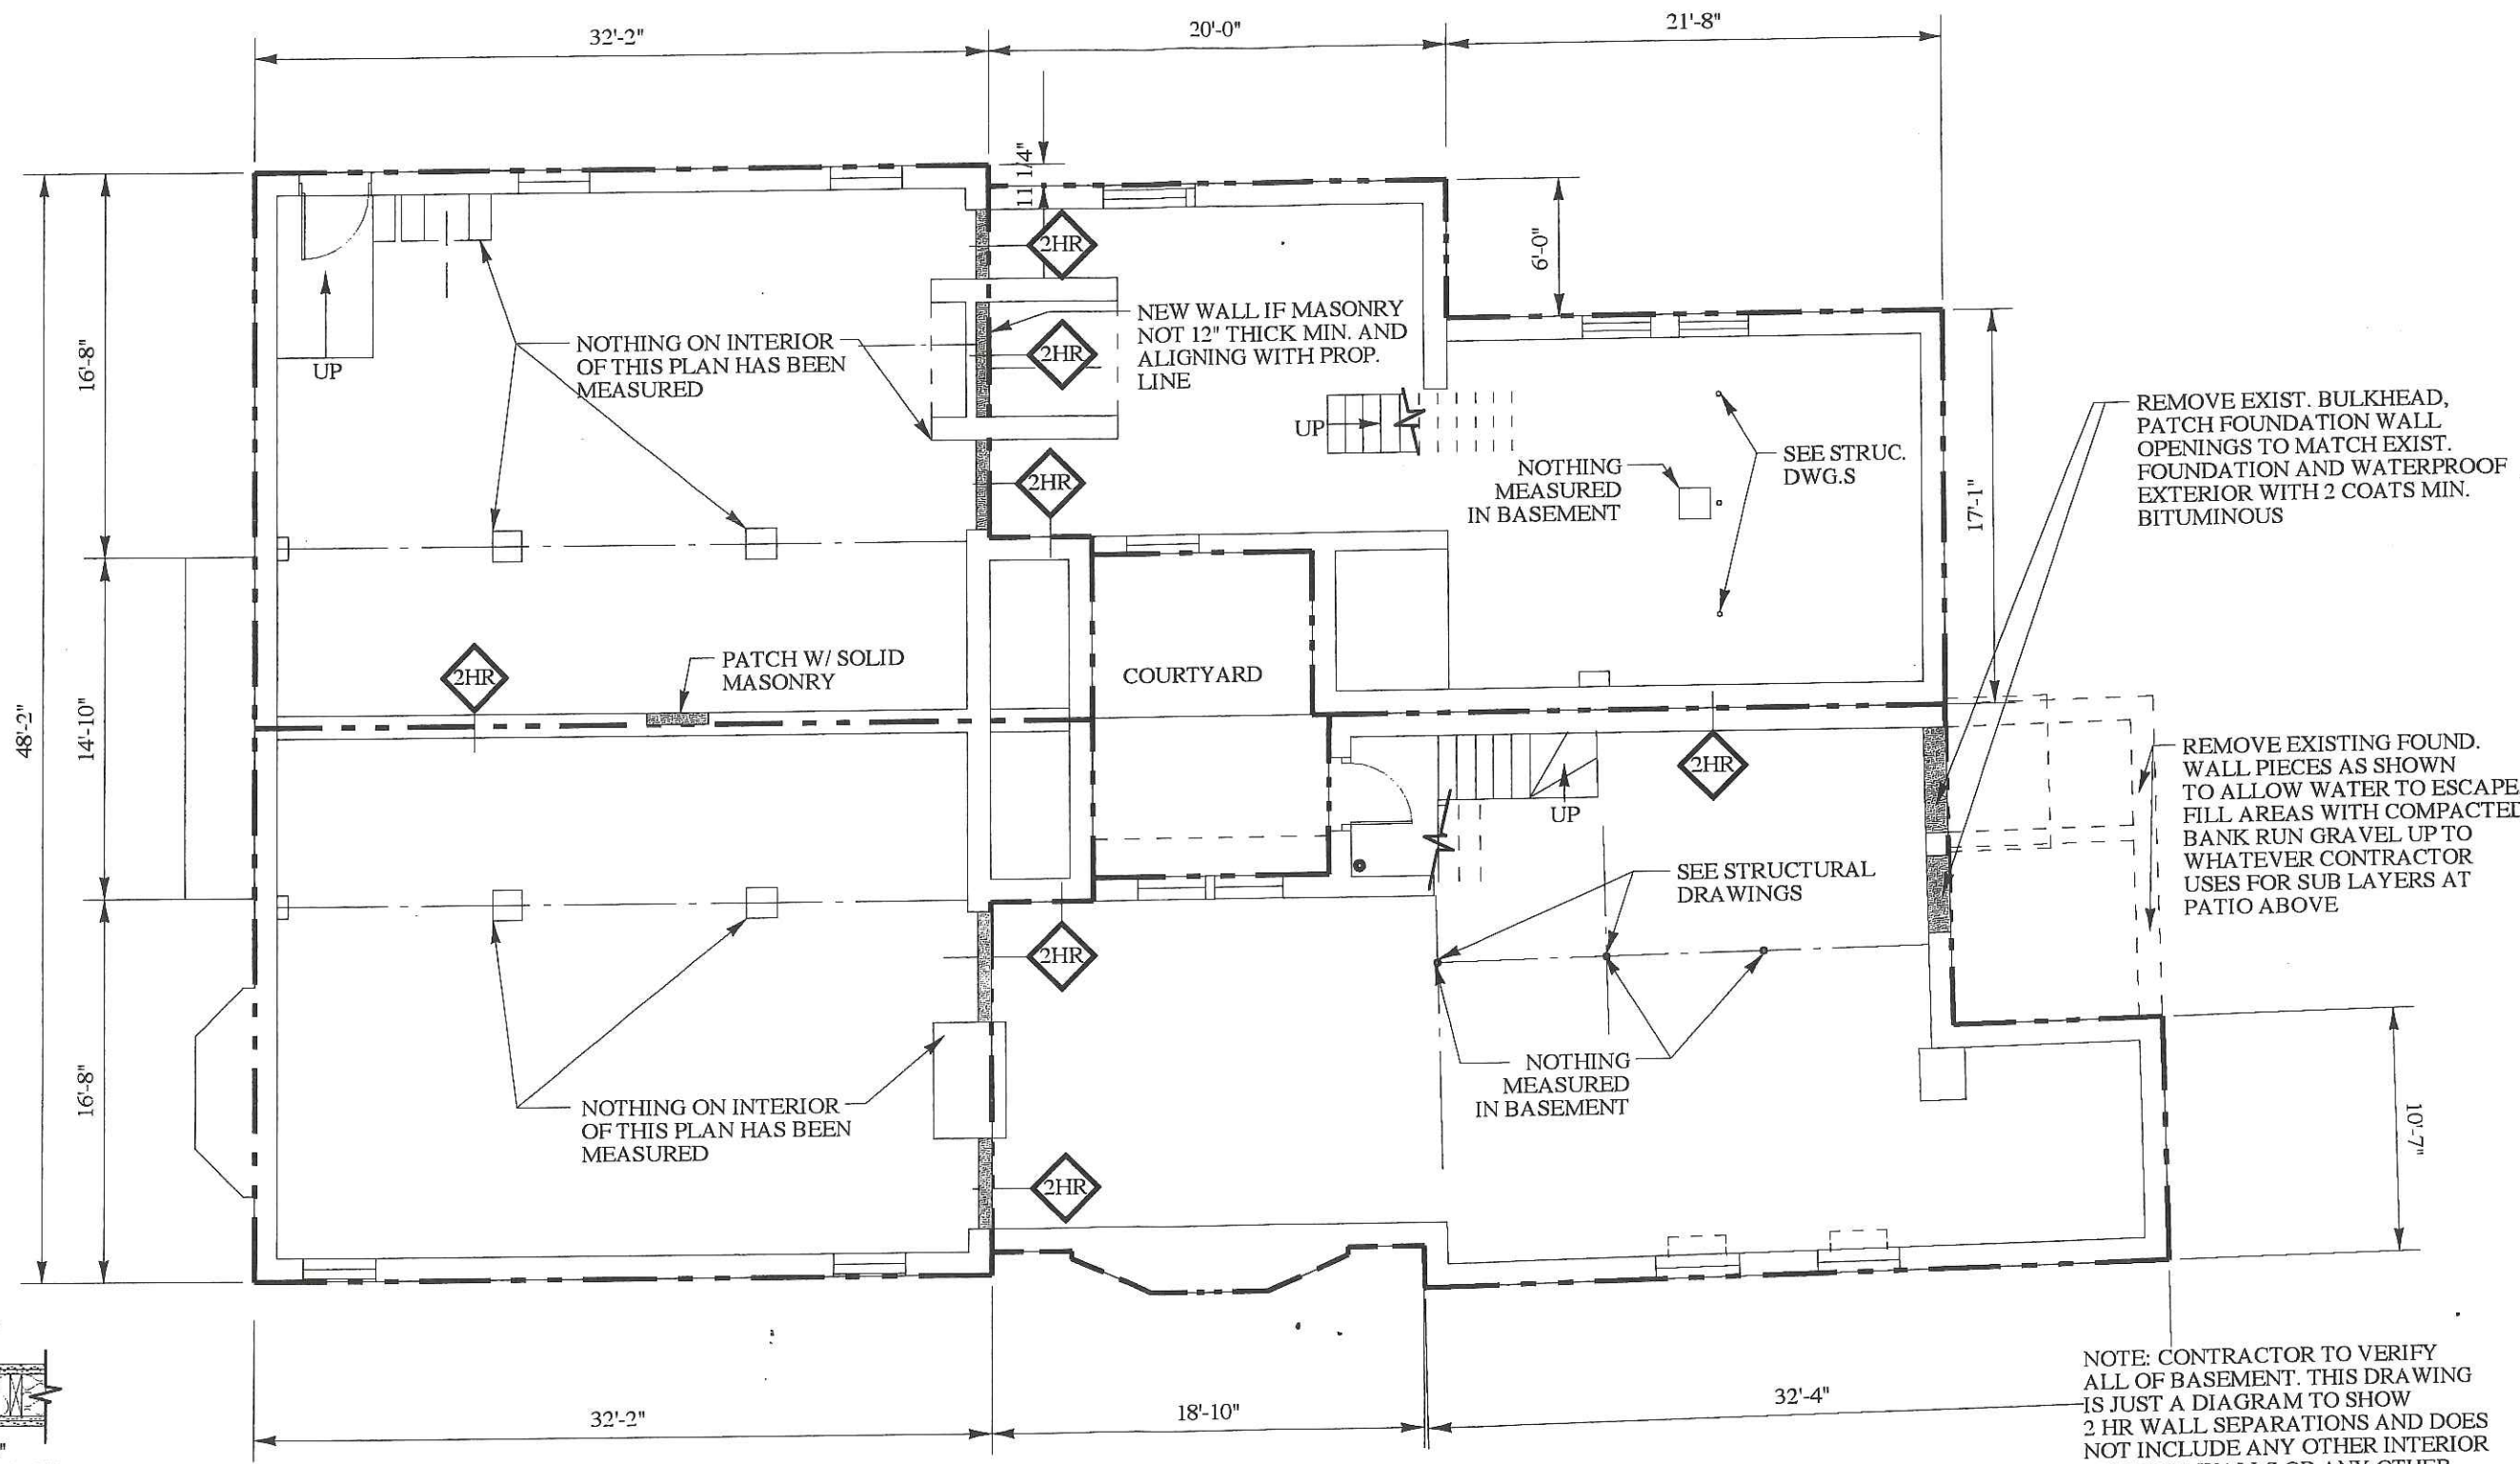 32'-2"
20'-0"
21'-8"
11 1/4"
6'-0"
2HR
NEW WALL IF MASONRY
NOT 12" THICK MIN. AND
ALIGNING WITH PROP.
LINE
2HR
NOTHING ON INTERIOR
OF THIS PLAN HAS BEEN
MEASURED
UP
16'-8"
UP
NOTHING
MEASURED
IN BASEMENT
SEE STRUC.
DWG.S
17'-1"
REMOVE EXIST. BULKHEAD,
PATCH FOUNDATION WALL
OPENINGS TO MATCH EXIST.
FOUNDATION AND WATERPROOF
EXTERIOR WITH 2 COATS MIN.
BITUMINOUS
2HR
48'-2"
14'-10"
2HR
PATCH W/ SOLID
MASONRY
COURTYARD
2HR
UP
REMOVE EXISTING FOUND.
WALL PIECES AS SHOWN
TO ALLOW WATER TO ESCAPE
FILL AREAS WITH COMPACTED
BANK RUN GRAVEL UP TO
WHATEVER CONTRACTOR
USES FOR SUB LAYERS AT
PATIO ABOVE
SEE STRUCTURAL
DRAWINGS
2HR
16'-8"
NOTHING ON INTERIOR
OF THIS PLAN HAS BEEN
MEASURED
NOTHING
MEASURED
IN BASEMENT
10'-7"
2HR
32'-2"
18'-10"
32'-4"
NOTE: CONTRACTOR TO VERIFY
ALL OF BASEMENT. THIS DRAWING
IS JUST A DIAGRAM TO SHOW
2 HR WALL SEPARATIONS AND DOES
NOT INCLUDE ANY OTHER INTERIOR